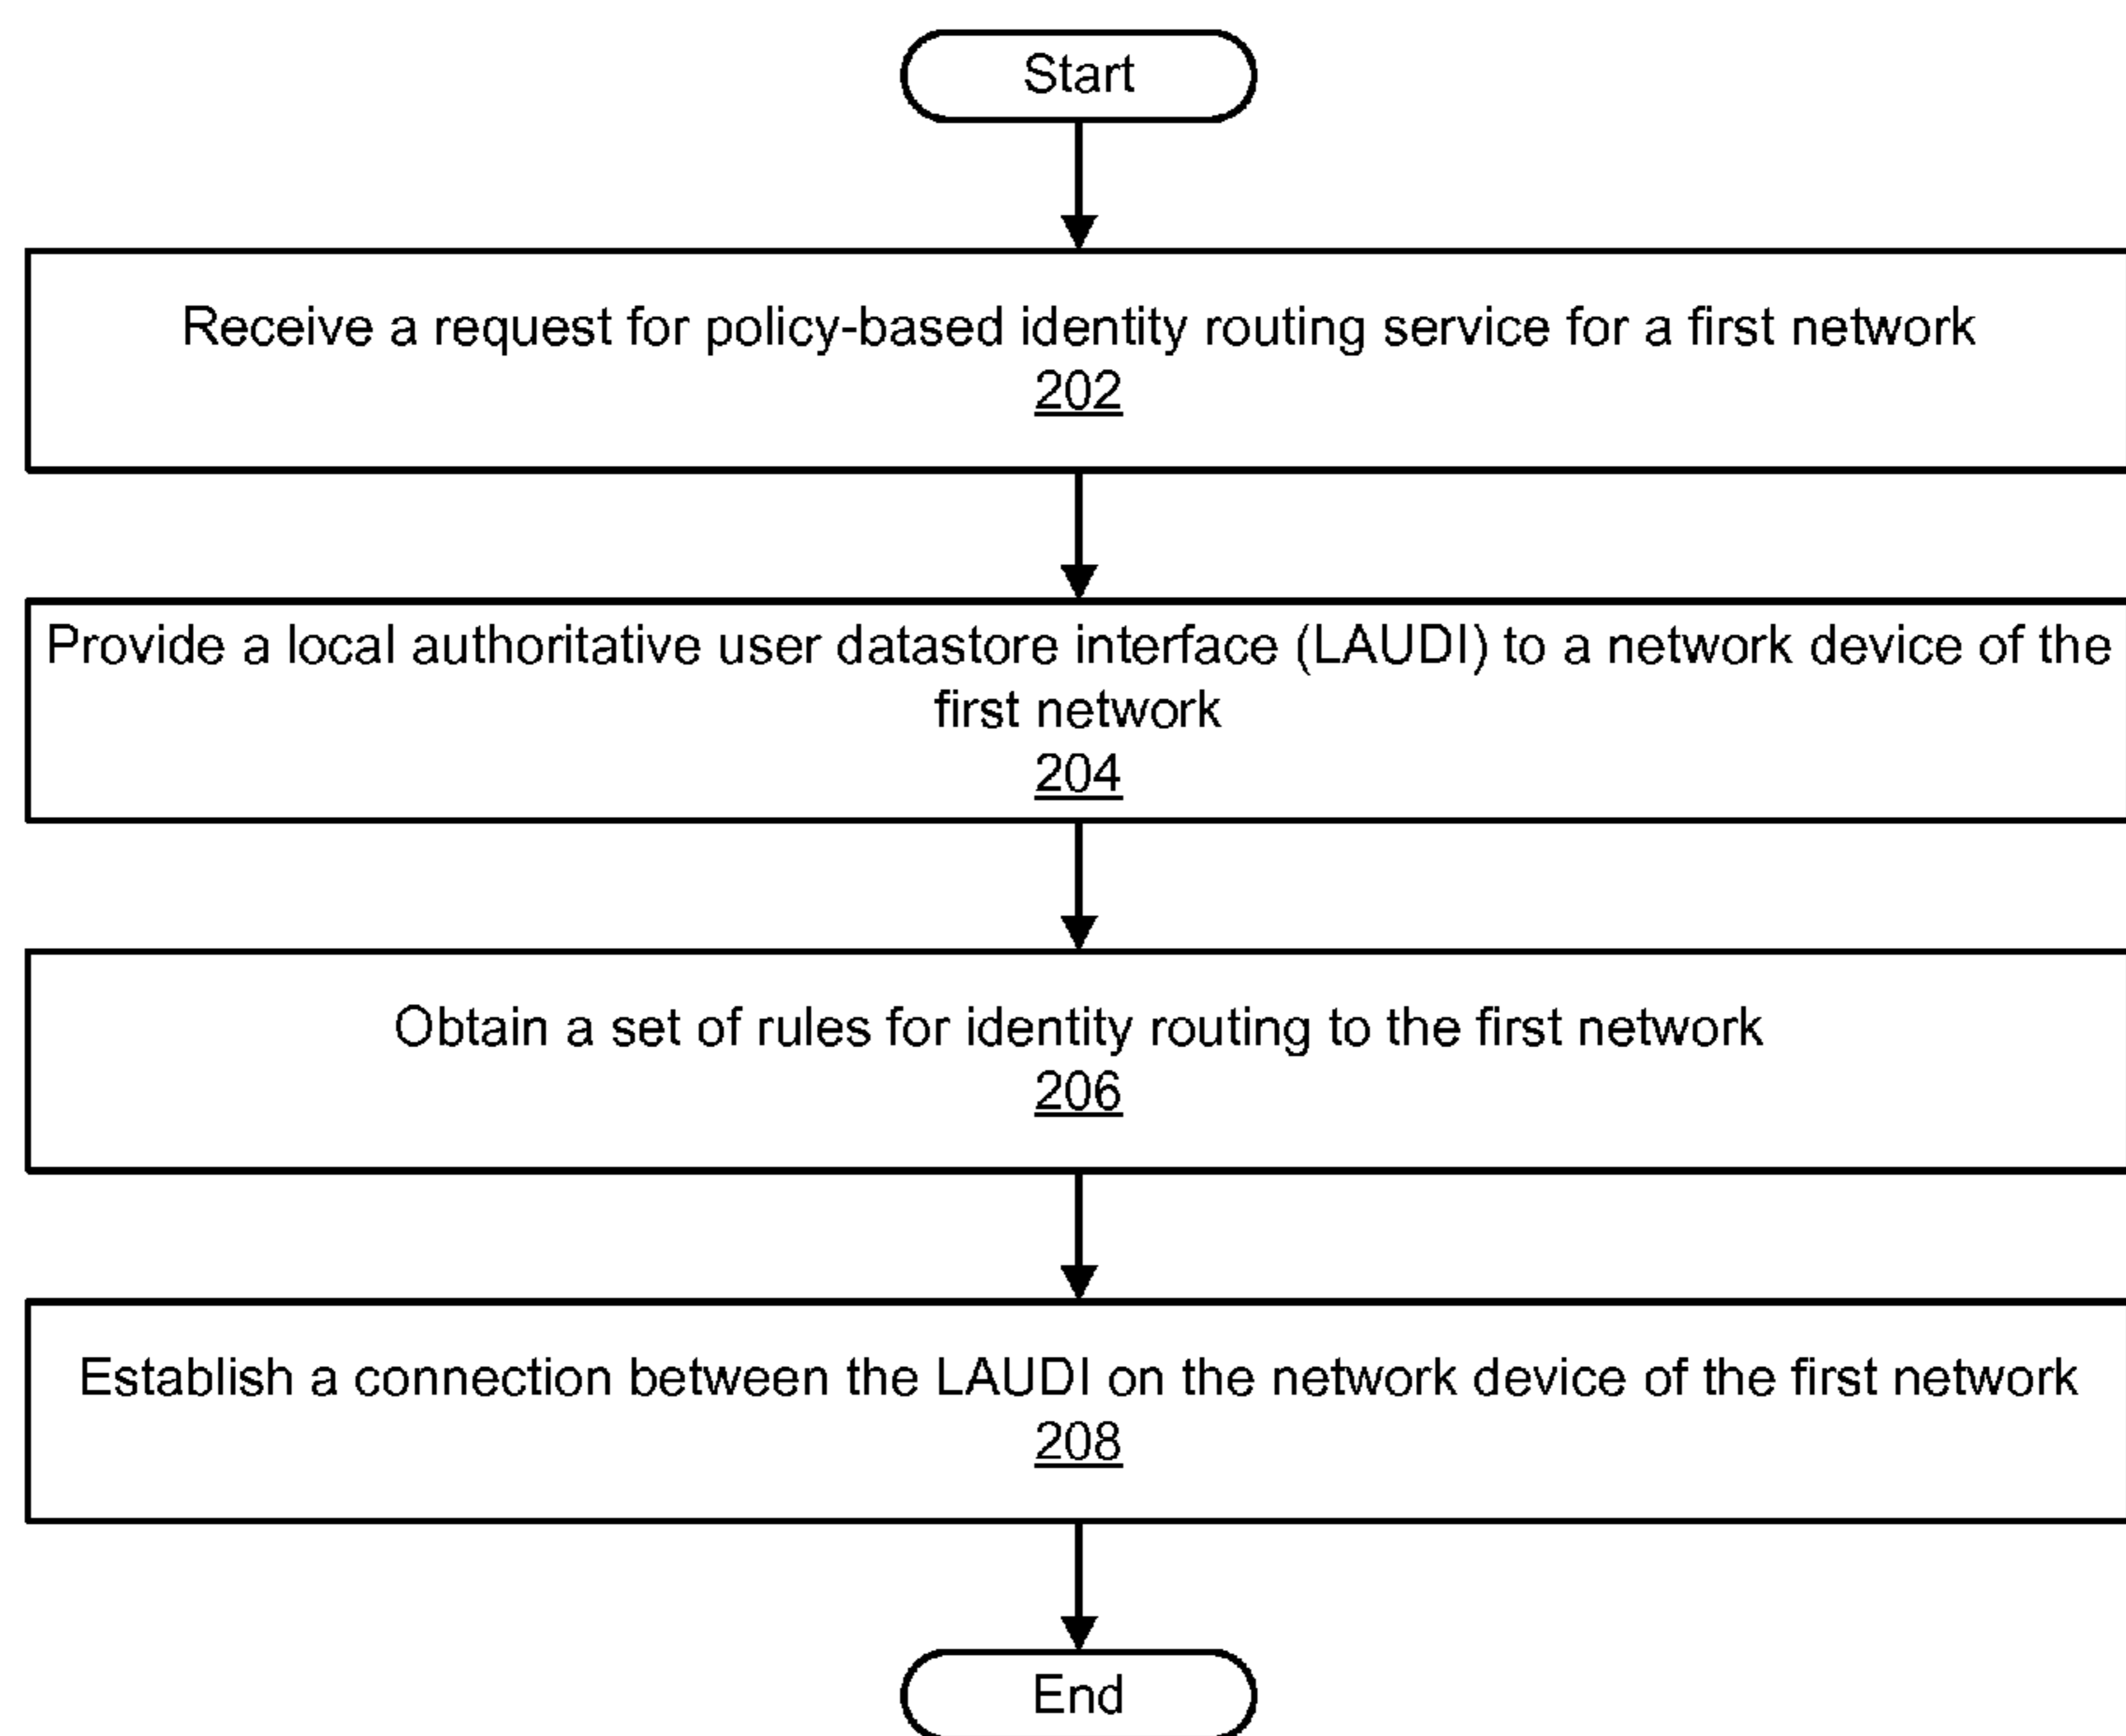 Start
Receive a request for policy-based identity routing service for a first network
202
Provide a local authoritative user datastore interface (LAUDI) to a network device of the
first network
204
Obtain a set of rules for identity routing to the first network
206
Establish a connection between the LAUDI on the network device of the first network
208
End